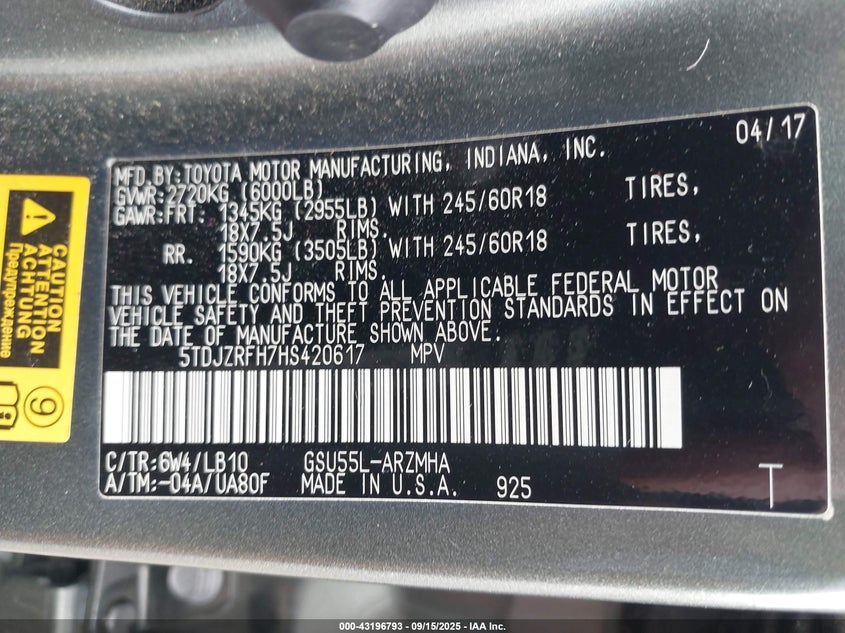 04/17
MFD.BY:TOYOTA MOTOR MANUFACTURING, INDIANA, INC.
GVWR:2720KG (6000LB)
GAWR:FRT: 1345KG (2955LB) WITH 245/60R18 TIRES,
18X7.5J RIMS.
RR. 1590KG (3505LB) WITH 245/60R18 TIRES,
18X7.5J RIMS.
THIS VEHICLE CONFORMS TO ALL APPLICABLE FEDERAL MOTOR
VEHICLE SAFETY AND THEFT PREVENTION STANDARDS IN EFFECT ON
THE DATE OF MANUFACTURE SHOWN ABOVE.
5TDJZRFH7HS420617 MPV
C/TR:6W4/LB10 GSU55L-ARZMHA
A/TM:-04A/UA80F MADE IN U.S.A. 925
T
CAUTION
ATTENTION
ACHTUNG
Предупреждение
9
000-43196793 - 09/15/2025 - IAA Inc.